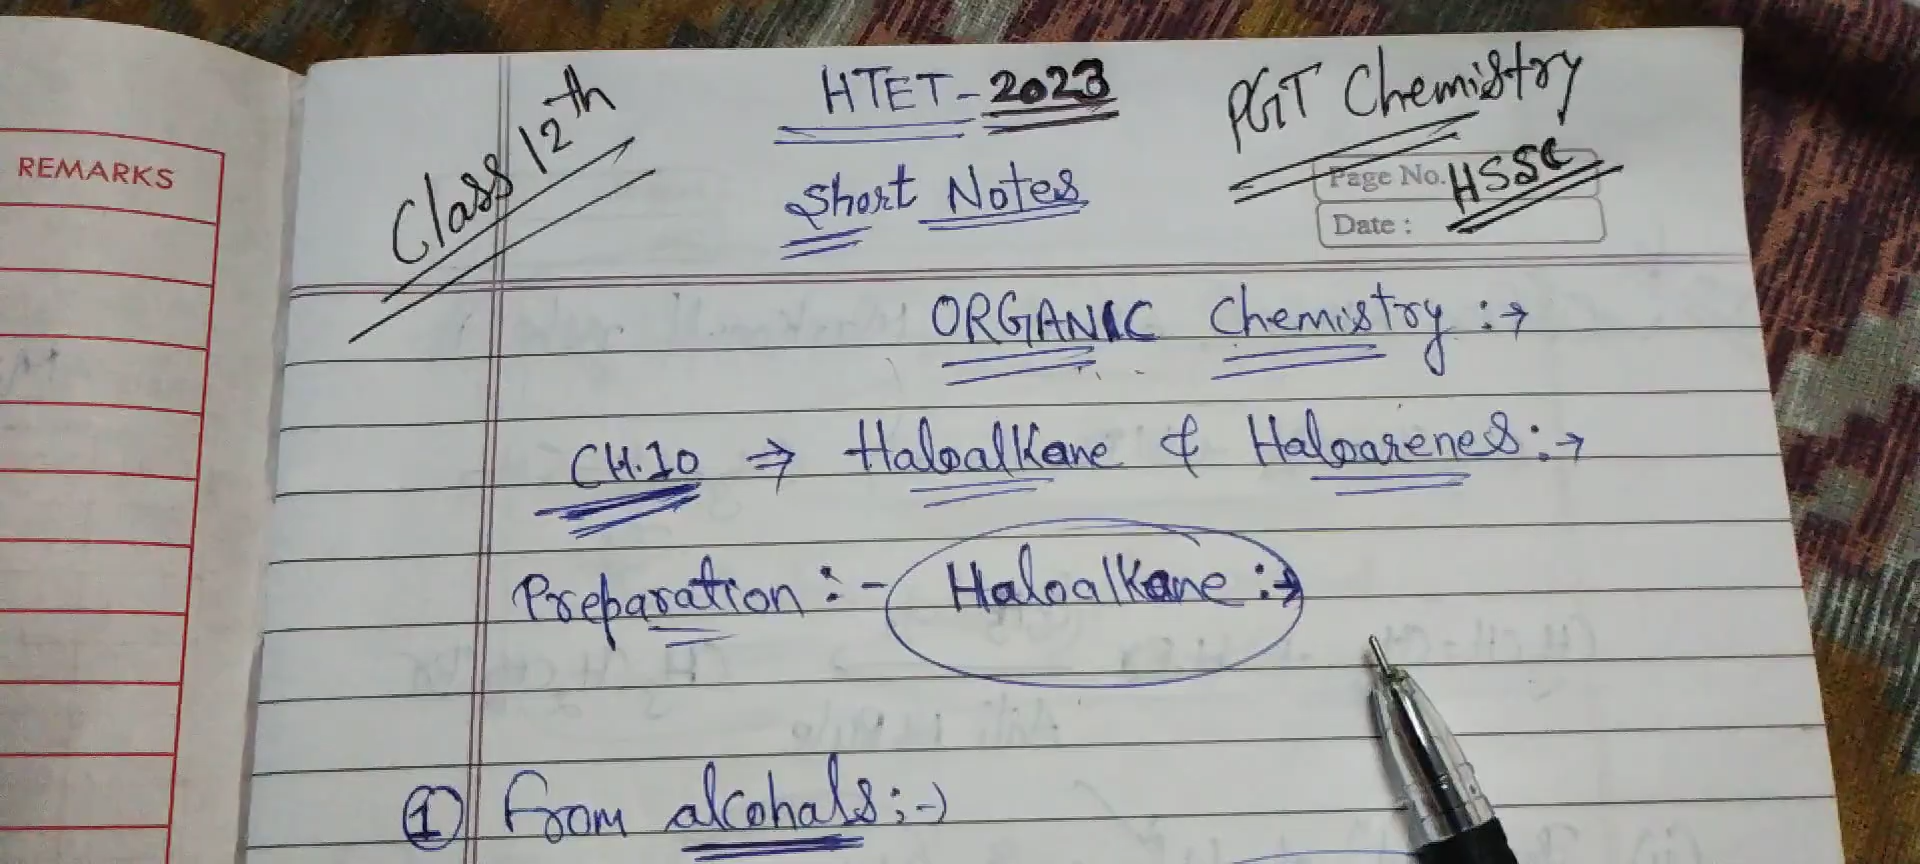 REMARKS
Class 12th
HTET-2023
PGT Chemistry
Short Notes
Page No. HSSC
Date :
ORGANIC Chemistry :→
CH.10 ⇒ Haloalkane & Haloarenes :→
Preparation :- Haloalkane :→
① From alcohals :-)